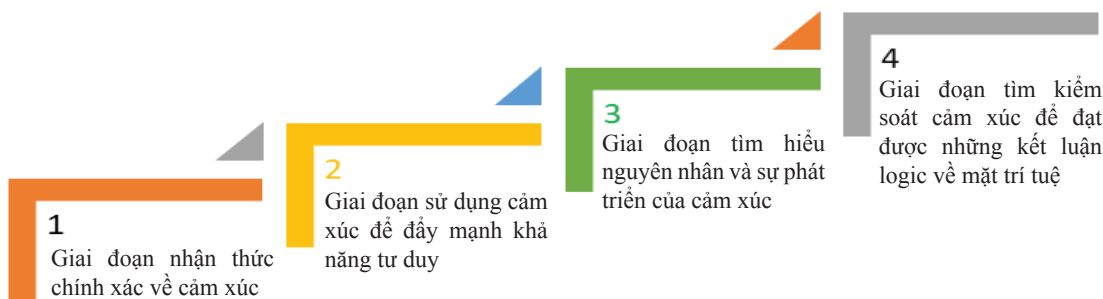 1
Giai đoạn nhận thức
chính xác về cảm xúc
2
Giai đoạn sử dụng cảm
xúc để đẩy mạnh khả
năng tư duy
3
Giai đoạn tìm hiểu
nguyên nhân và sự phát
triển của cảm xúc
4
Giai đoạn tìm kiểm
soát cảm xúc để đạt
được những kết luận
logic về mặt trí tuệ